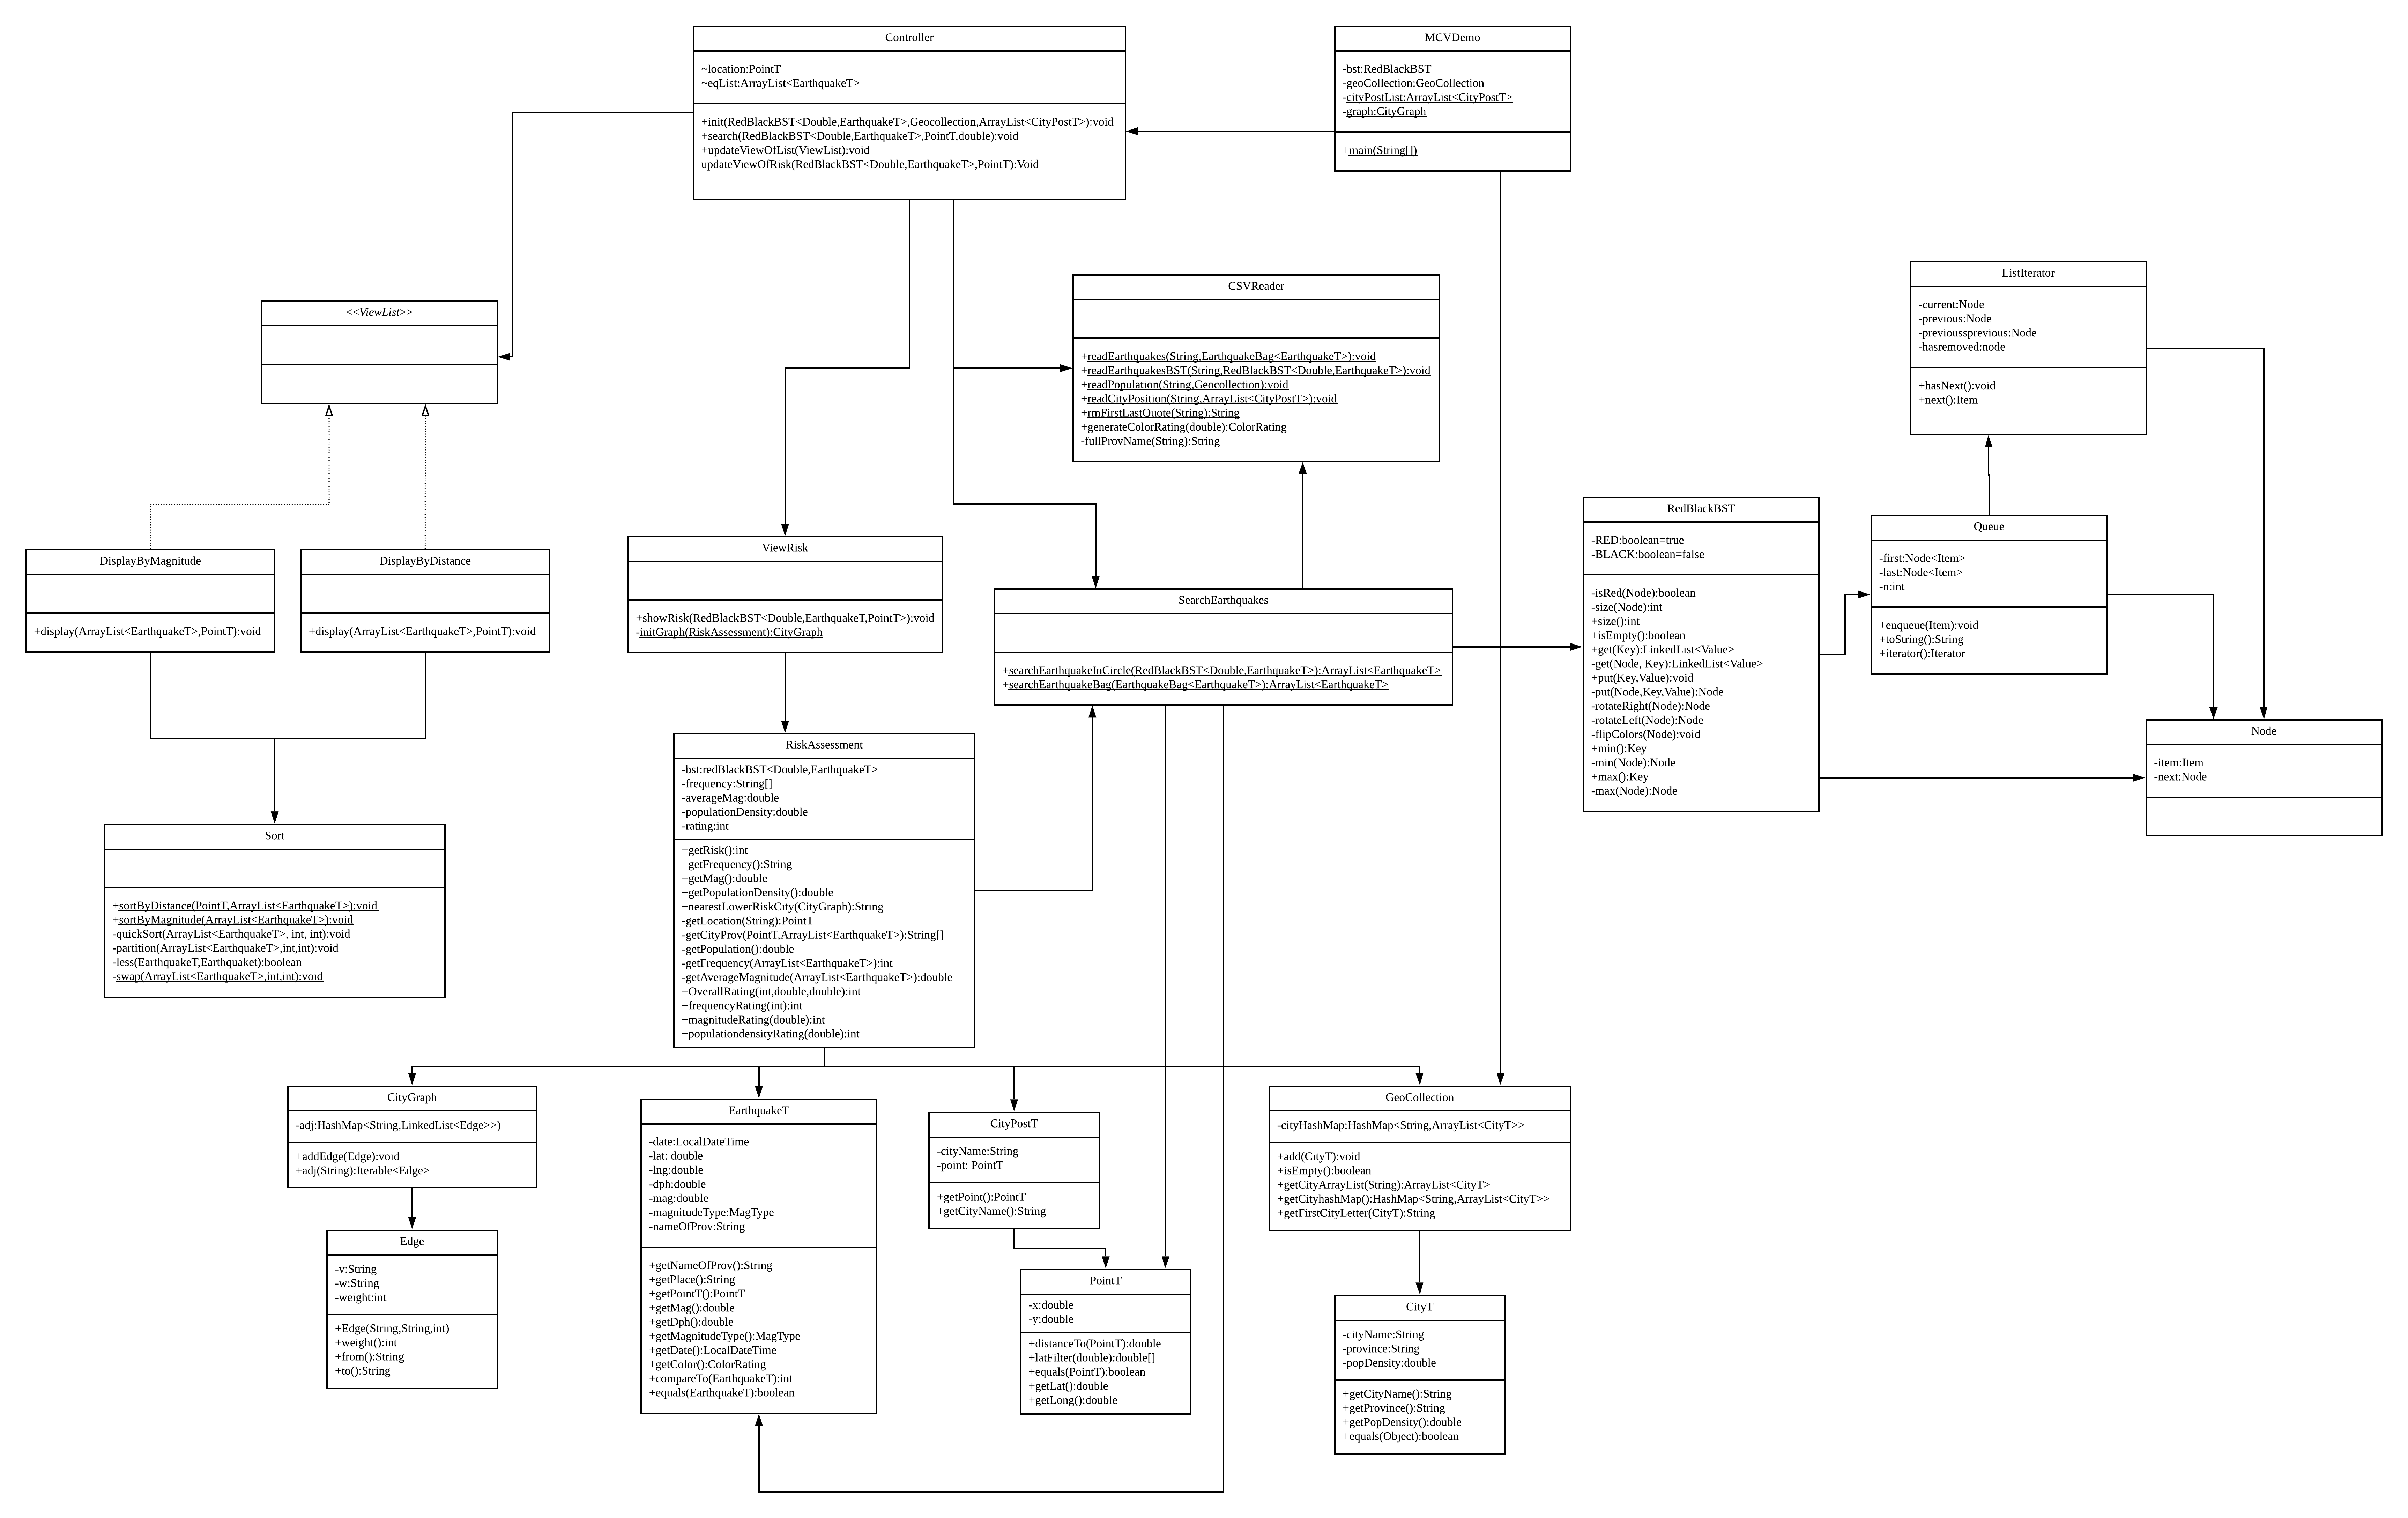 Controller
~location:PointT
~eqList:ArrayList<EarthquakeT>
+init(RedBlackBST<Double,EarthquakeT>,Geocollection,ArrayList<CityPostT>):void
+search(RedBlackBST<Double,EarthquakeT>,PointT,double):void
+updateViewOfList(ViewList):void
updateViewOfRisk(RedBlackBST<Double,EarthquakeT>,PointT):Void
MCVDemo
-bst:RedBlackBST
-geoCollection:GeoCollection
-cityPostList:ArrayList<CityPostT>
-graph:CityGraph
+main(String[])
<<ViewList>>
CSVReader
+readEarthquakes(String,EarthquakeBag<EarthquakeT>):void
+readEarthquakesBST(String,RedBlackBST<Double,EarthquakeT>):void
+readPopulation(String,Geocollection):void
+readCityPosition(String,ArrayList<CityPostT>):void
+rmFirstLastQuote(String):String
+generateColorRating(double):ColorRating
-fullProvName(String):String
ListIterator
-current:Node
-previous:Node
-previoussprevious:Node
-hasremoved:node
+hasNext():void
+next():Item
DisplayByMagnitude
+display(ArrayList<EarthquakeT>,PointT):void
DisplayByDistance
+display(ArrayList<EarthquakeT>,PointT):void
ViewRisk
+showRisk(RedBlackBST<Double,EarthquakeT,PointT>):void
-initGraph(RiskAssessment):CityGraph
SearchEarthquakes
+searchEarthquakeInCircle(RedBlackBST<Double,EarthquakeT>):ArrayList<EarthquakeT>
+searchEarthquakeBag(EarthquakeBag<EarthquakeT>):ArrayList<EarthquakeT>
RedBlackBST
-RED:boolean=true
-BLACK:boolean=false
-isRed(Node):boolean
-size(Node):int
+size():int
+isEmpty():boolean
+get(Key):LinkedList<Value>
-get(Node, Key):LinkedList<Value>
+put(Key,Value):void
-put(Node,Key,Value):Node
-rotateRight(Node):Node
-rotateLeft(Node):Node
-flipColors(Node):void
+min():Key
-min(Node):Node
+max():Key
-max(Node):Node
Queue
-first:Node<Item>
-last:Node<Item>
-n:int
+enqueue(Item):void
+toString():String
+iterator():Iterator
Node
-item:Item
-next:Node
Sort
+sortByDistance(PointT,ArrayList<EarthquakeT>):void
+sortByMagnitude(ArrayList<EarthquakeT>):void
-quickSort(ArrayList<EarthquakeT>, int, int):void
-partition(ArrayList<EarthquakeT>,int,int):void
-less(EarthquakeT,Earthquaket):boolean
-swap(ArrayList<EarthquakeT>,int,int):void
RiskAssessment
-bst:redBlackBST<Double,EarthquakeT>
-frequency:String[]
-averageMag:double
-populationDensity:double
-rating:int
+getRisk():int
+getFrequency():String
+getMag():double
+getPopulationDensity():double
+nearestLowerRiskCity(CityGraph):String
-getLocation(String):PointT
-getCityProv(PointT,ArrayList<EarthquakeT>):String[]
-getPopulation():double
-getFrequency(ArrayList<EarthquakeT>):int
-getAverageMagnitude(ArrayList<EarthquakeT>):double
+OverallRating(int,double,double):int
+frequencyRating(int):int
+magnitudeRating(double):int
+populationdensityRating(double):int
CityGraph
-adj:HashMap<String,LinkedList<Edge>>)
+addEdge(Edge):void
+adj(String):Iterable<Edge>
Edge
-v:String
-w:String
-weight:int
+Edge(String,String,int)
+weight():int
+from():String
+to():String
EarthquakeT
-date:LocalDateTime
-lat: double
-lng:double
-dph:double
-mag:double
-magnitudeType:MagType
-nameOfProv:String
+getNameOfProv():String
+getPlace():String
+getPointT():PointT
+getMag():double
+getDph():double
+getMagnitudeType():MagType
+getDate():LocalDateTime
+getColor():ColorRating
+compareTo(EarthquakeT):int
+equals(EarthquakeT):boolean
CityPostT
-cityName:String
-point: PointT
+getPoint():PointT
+getCityName():String
PointT
-x:double
-y:double
+distanceTo(PointT):double
+latFilter(double):double[]
+equals(PointT):boolean
+getLat():double
+getLong():double
GeoCollection
-cityHashMap:HashMap<String,ArrayList<CityT>>
+add(CityT):void
+isEmpty():boolean
+getCityArrayList(String):ArrayList<CityT>
+getCityhashMap():HashMap<String,ArrayList<CityT>>
+getFirstCityLetter(CityT):String
CityT
-cityName:String
-province:String
-popDensity:double
+getCityName():String
+getProvince():String
+getPopDensity():double
+equals(Object):boolean